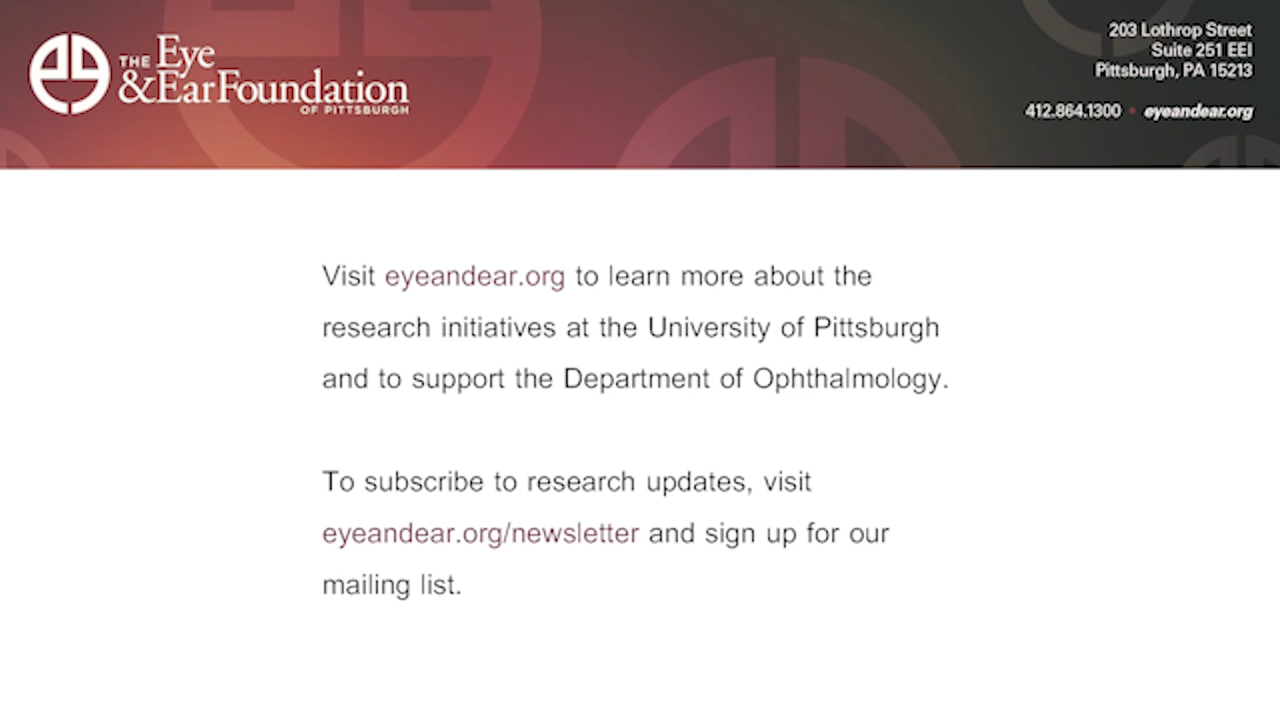 THE Eye
&Ear Foundation
OF PITTSBURGH
203 Lothrop Street
Suite 251 EEI
Pittsburgh, PA 15213
412.864.1300 • eyeandear.org
Visit eyeandear.org to learn more about the
research initiatives at the University of Pittsburgh
and to support the Department of Ophthalmology.
To subscribe to research updates, visit
eyeandear.org/newsletter and sign up for our
mailing list.